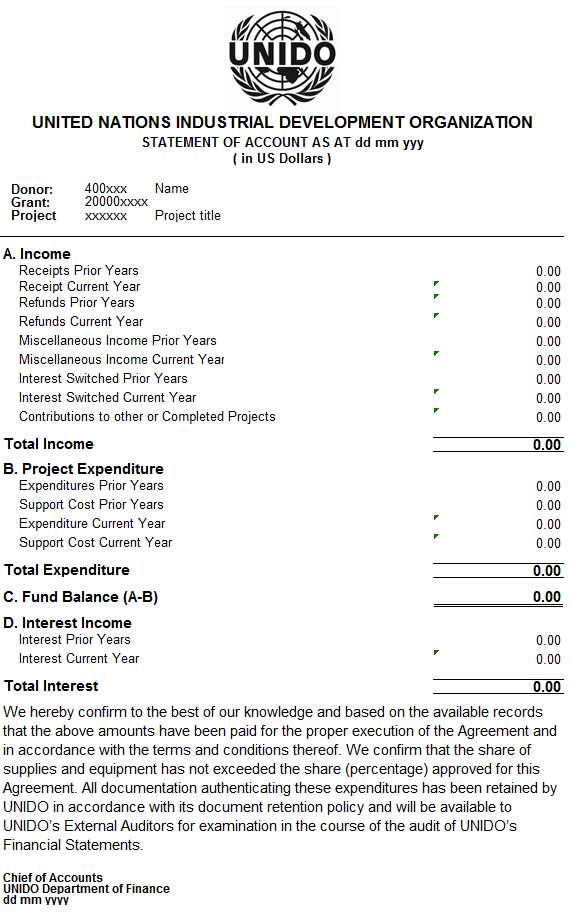 UNIDO
UNITED NATIONS INDUSTRIAL DEVELOPMENT ORGANIZATION
STATEMENT OF ACCOUNT AS AT dd mm yyy
( in US Dollars )
Donor: 400xxx Name
Grant: 20000xxxx
Project xxxxxx Project title
A. Income
Receipts Prior Years 0.00
Receipt Current Year 0.00
Refunds Prior Years 0.00
Refunds Current Year 0.00
Miscellaneous Income Prior Years 0.00
Miscellaneous Income Current Year 0.00
Interest Switched Prior Years 0.00
Interest Switched Current Year 0.00
Contributions to other or Completed Projects 0.00
Total Income 0.00
B. Project Expenditure
Expenditures Prior Years 0.00
Support Cost Prior Years 0.00
Expenditure Current Year 0.00
Support Cost Current Year 0.00
Total Expenditure 0.00
C. Fund Balance (A-B) 0.00
D. Interest Income
Interest Prior Years 0.00
Interest Current Year 0.00
Total Interest 0.00
We hereby confirm to the best of our knowledge and based on the available records
that the above amounts have been paid for the proper execution of the Agreement and
in accordance with the terms and conditions thereof. We confirm that the share of
supplies and equipment has not exceeded the share (percentage) approved for this
Agreement. All documentation authenticating these expenditures has been retained by
UNIDO in accordance with its document retention policy and will be available to
UNIDO’s External Auditors for examination in the course of the audit of UNIDO’s
Financial Statements.
Chief of Accounts
UNIDO Department of Finance
dd mm yyyy